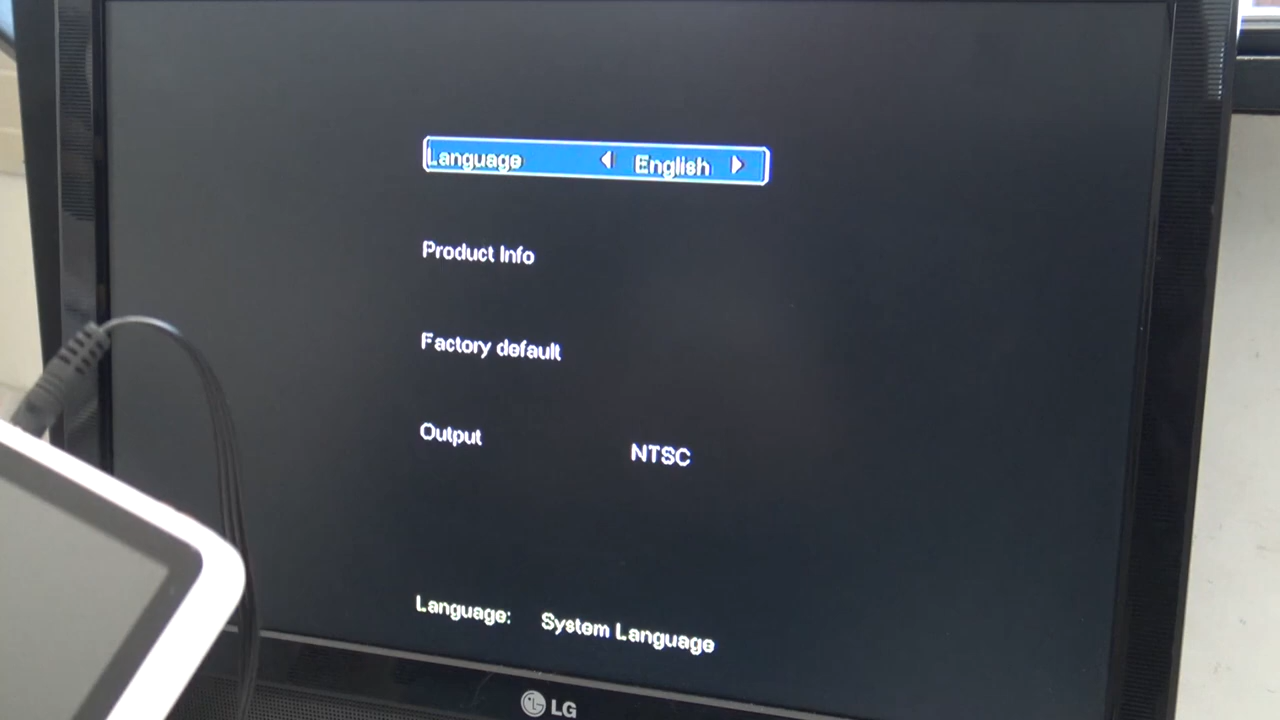 Language English
Product Info
Factory default
Output NTSC
Language: System Language
LG